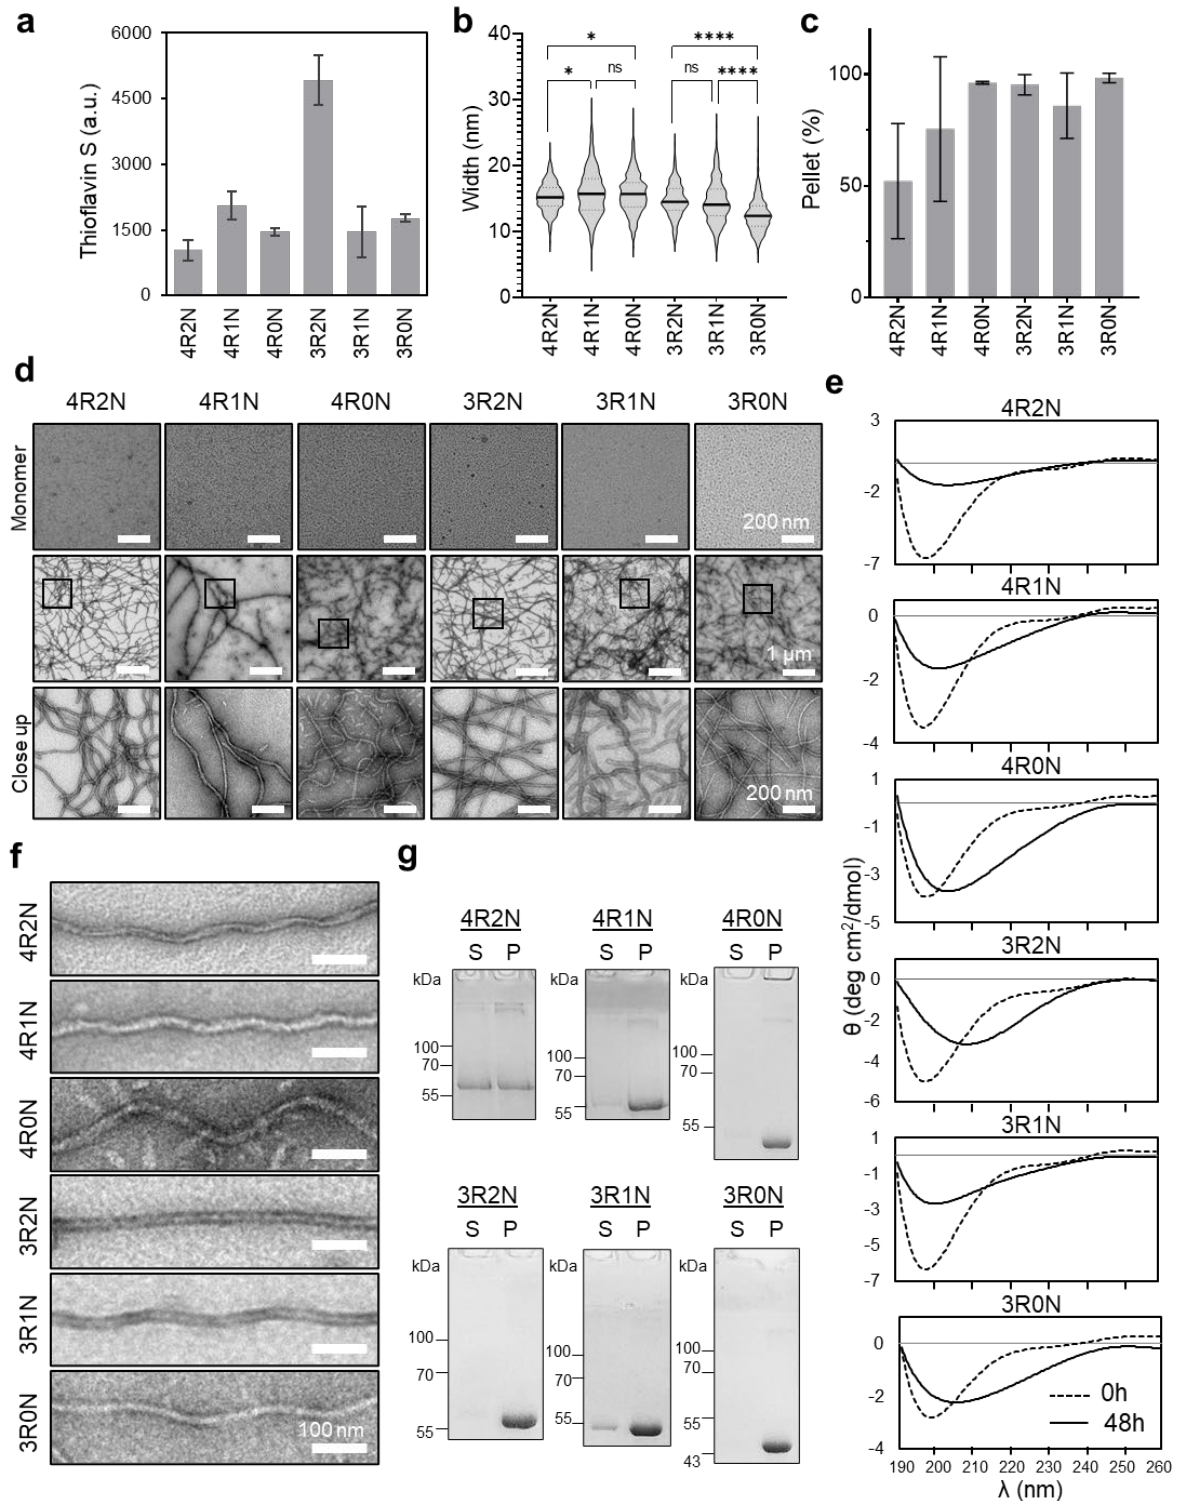 a
6000
4500
3000
1500
0
Thioflavin S (a.u.)
4R2N
4R1N
4R0N
3R2N
3R1N
3R0N
b
40
30
20
10
0
Width (nm)
* ****
* ns ns ****
4R2N
4R1N
4R0N
3R2N
3R1N
3R0N
c
100
50
0
Pellet (%)
4R2N
4R1N
4R0N
3R2N
3R1N
3R0N
d
4R2N 4R1N 4R0N 3R2N 3R1N 3R0N
Monomer
200 nm
1 µm
Close up
200 nm
e
4R2N
3
-2
-7
4R1N
0
-2
-4
4R0N
1
-1
-3
-5
3R2N
0
-2
-4
-6
3R1N
1
-1
-3
-5
-7
3R0N
0
-2
-4
0h
48h
190 200 210 220 230 240 250 260
λ (nm)
θ (deg cm²/dmol)
f
4R2N
4R1N
4R0N
3R2N
3R1N
3R0N
100 nm
g
4R2N 4R1N 4R0N
S P S P S P
kDa kDa kDa
100
70
55
100
70
55
100
70
55
3R2N 3R1N 3R0N
S P S P S P
kDa kDa kDa
100
70
55
100
70
55
100
70
55
43